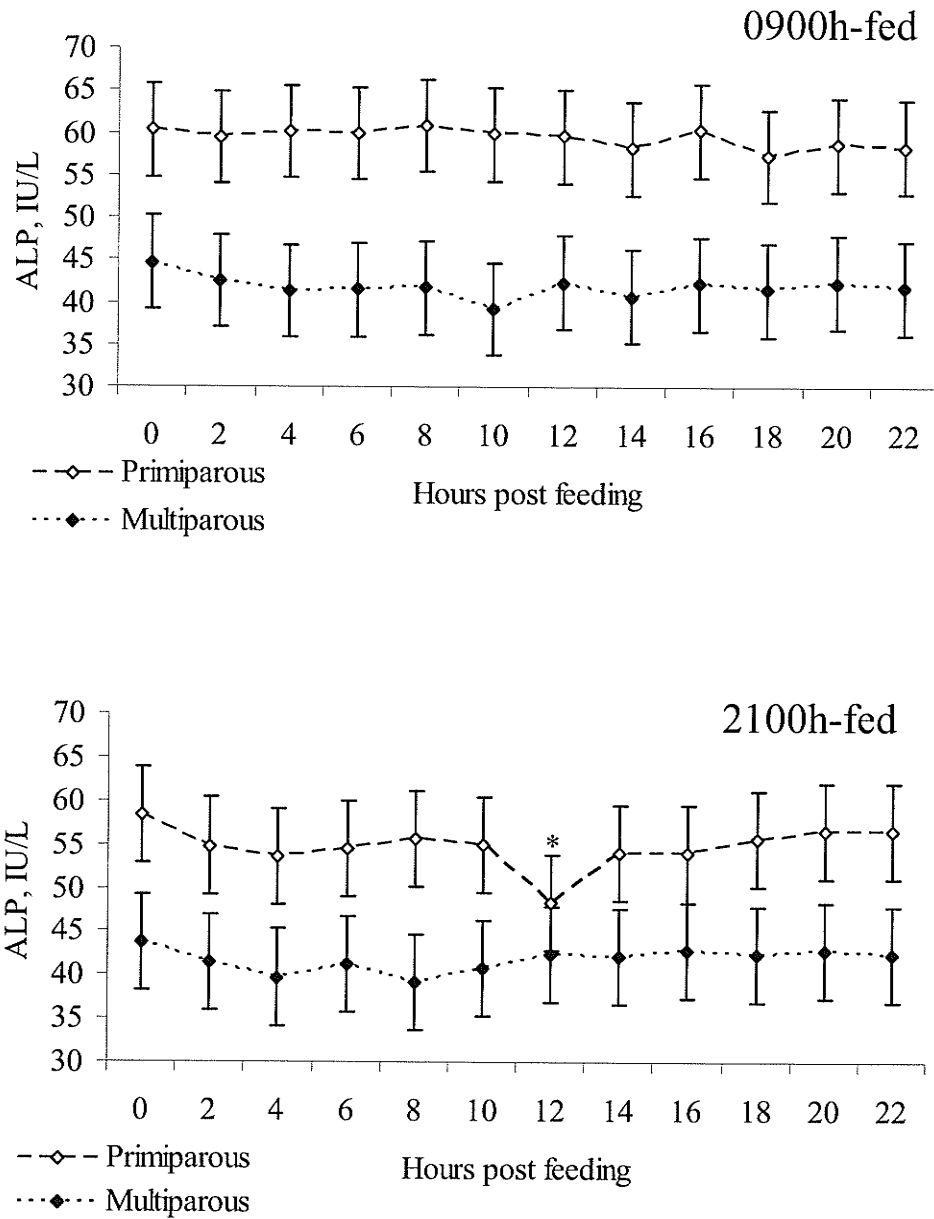 0900h-fed
70
65
60
55
50
45
40
35
30
ALP, IU/L
0 2 4 6 8 10 12 14 16 18 20 22
Hours post feeding
Primiparous
Multiparous
2100h-fed
70
65
60
55
50
45
40
35
30
ALP, IU/L
*
0 2 4 6 8 10 12 14 16 18 20 22
Hours post feeding
Primiparous
Multiparous